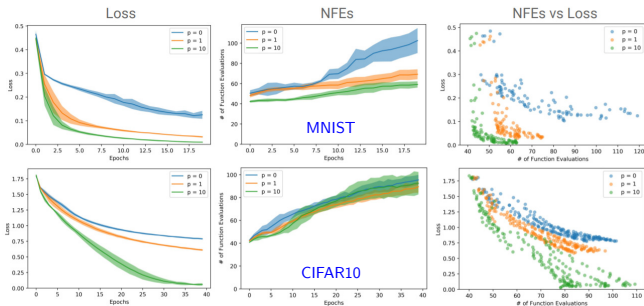 Loss
NFEs
NFEs vs Loss
p = 0
p = 1
p = 10
Loss
0.4
0.3
0.2
0.1
0.0
0.0 2.5 5.0 7.5 10.0 12.5 15.0 17.5
Epochs
p = 0
p = 1
p = 10
# of Function Evaluations
100
80
60
40
20
0
0.0 2.5 5.0 7.5 10.0 12.5 15.0 17.5
Epochs
MNIST
p = 0
p = 1
p = 10
Loss
0.5
0.4
0.3
0.2
0.1
0.0
40 50 60 70 80 90 100 110 120
# of Function Evaluations
p = 0
p = 1
p = 10
Loss
1.75
1.50
1.25
1.00
0.75
0.50
0.25
0.00
0 5 10 15 20 25 30 35 40
Epochs
p = 0
p = 1
p = 10
# of Function Evaluations
100
80
60
40
20
0
0 5 10 15 20 25 30 35 40
Epochs
CIFAR10
p = 0
p = 1
p = 10
Loss
1.75
1.50
1.25
1.00
0.75
0.50
0.25
0.00
40 50 60 70 80 90 100 110
# of Function Evaluations